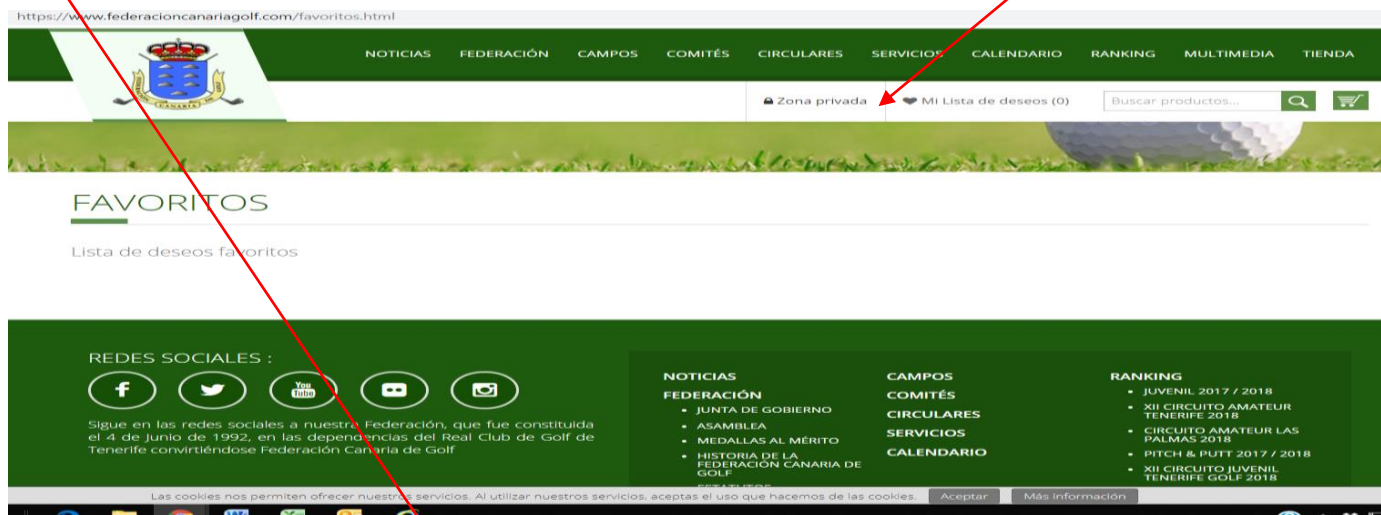 https://www.federacioncanariagolf.com/favoritos.html
NOTICIAS FEDERACIÓN CAMPOS COMITÉS CIRCULARES SERVICIOS CALENDARIO RANKING MULTIMEDIA TIENDA
Zona privada Mi Lista de deseos (0) Buscar productos...
FAVORITOS
Lista de deseos favoritos
REDES SOCIALES :
You
Tube
Sigue en las redes sociales a nuestra Federación, que fue constituida
el 4 de Junio de 1992, en las dependencias del Real Club de Golf de
Tenerife convirtiéndose Federación Canaria de Golf
NOTICIAS
FEDERACIÓN
JUNTA DE GOBIERNO
ASAMBLEA
MEDALLAS AL MÉRITO
HISTORIA DE LA
FEDERACIÓN CANARIA DE
GOLF
ESTATUTOS
CAMPOS
COMITÉS
CIRCULARES
SERVICIOS
CALENDARIO
RANKING
JUVENIL 2017 / 2018
XII CIRCUITO AMATEUR
TENERIFE 2018
CIRCUITO AMATEUR LAS
PALMAS 2018
PITCH & PUTT 2017 / 2018
XII CIRCUITO JUVENIL
TENERIFE GOLF 2018
Las cookies nos permiten ofrecer nuestros servicios. Al utilizar nuestros servicios, aceptas el uso que hacemos de las cookies. Aceptar Más Información